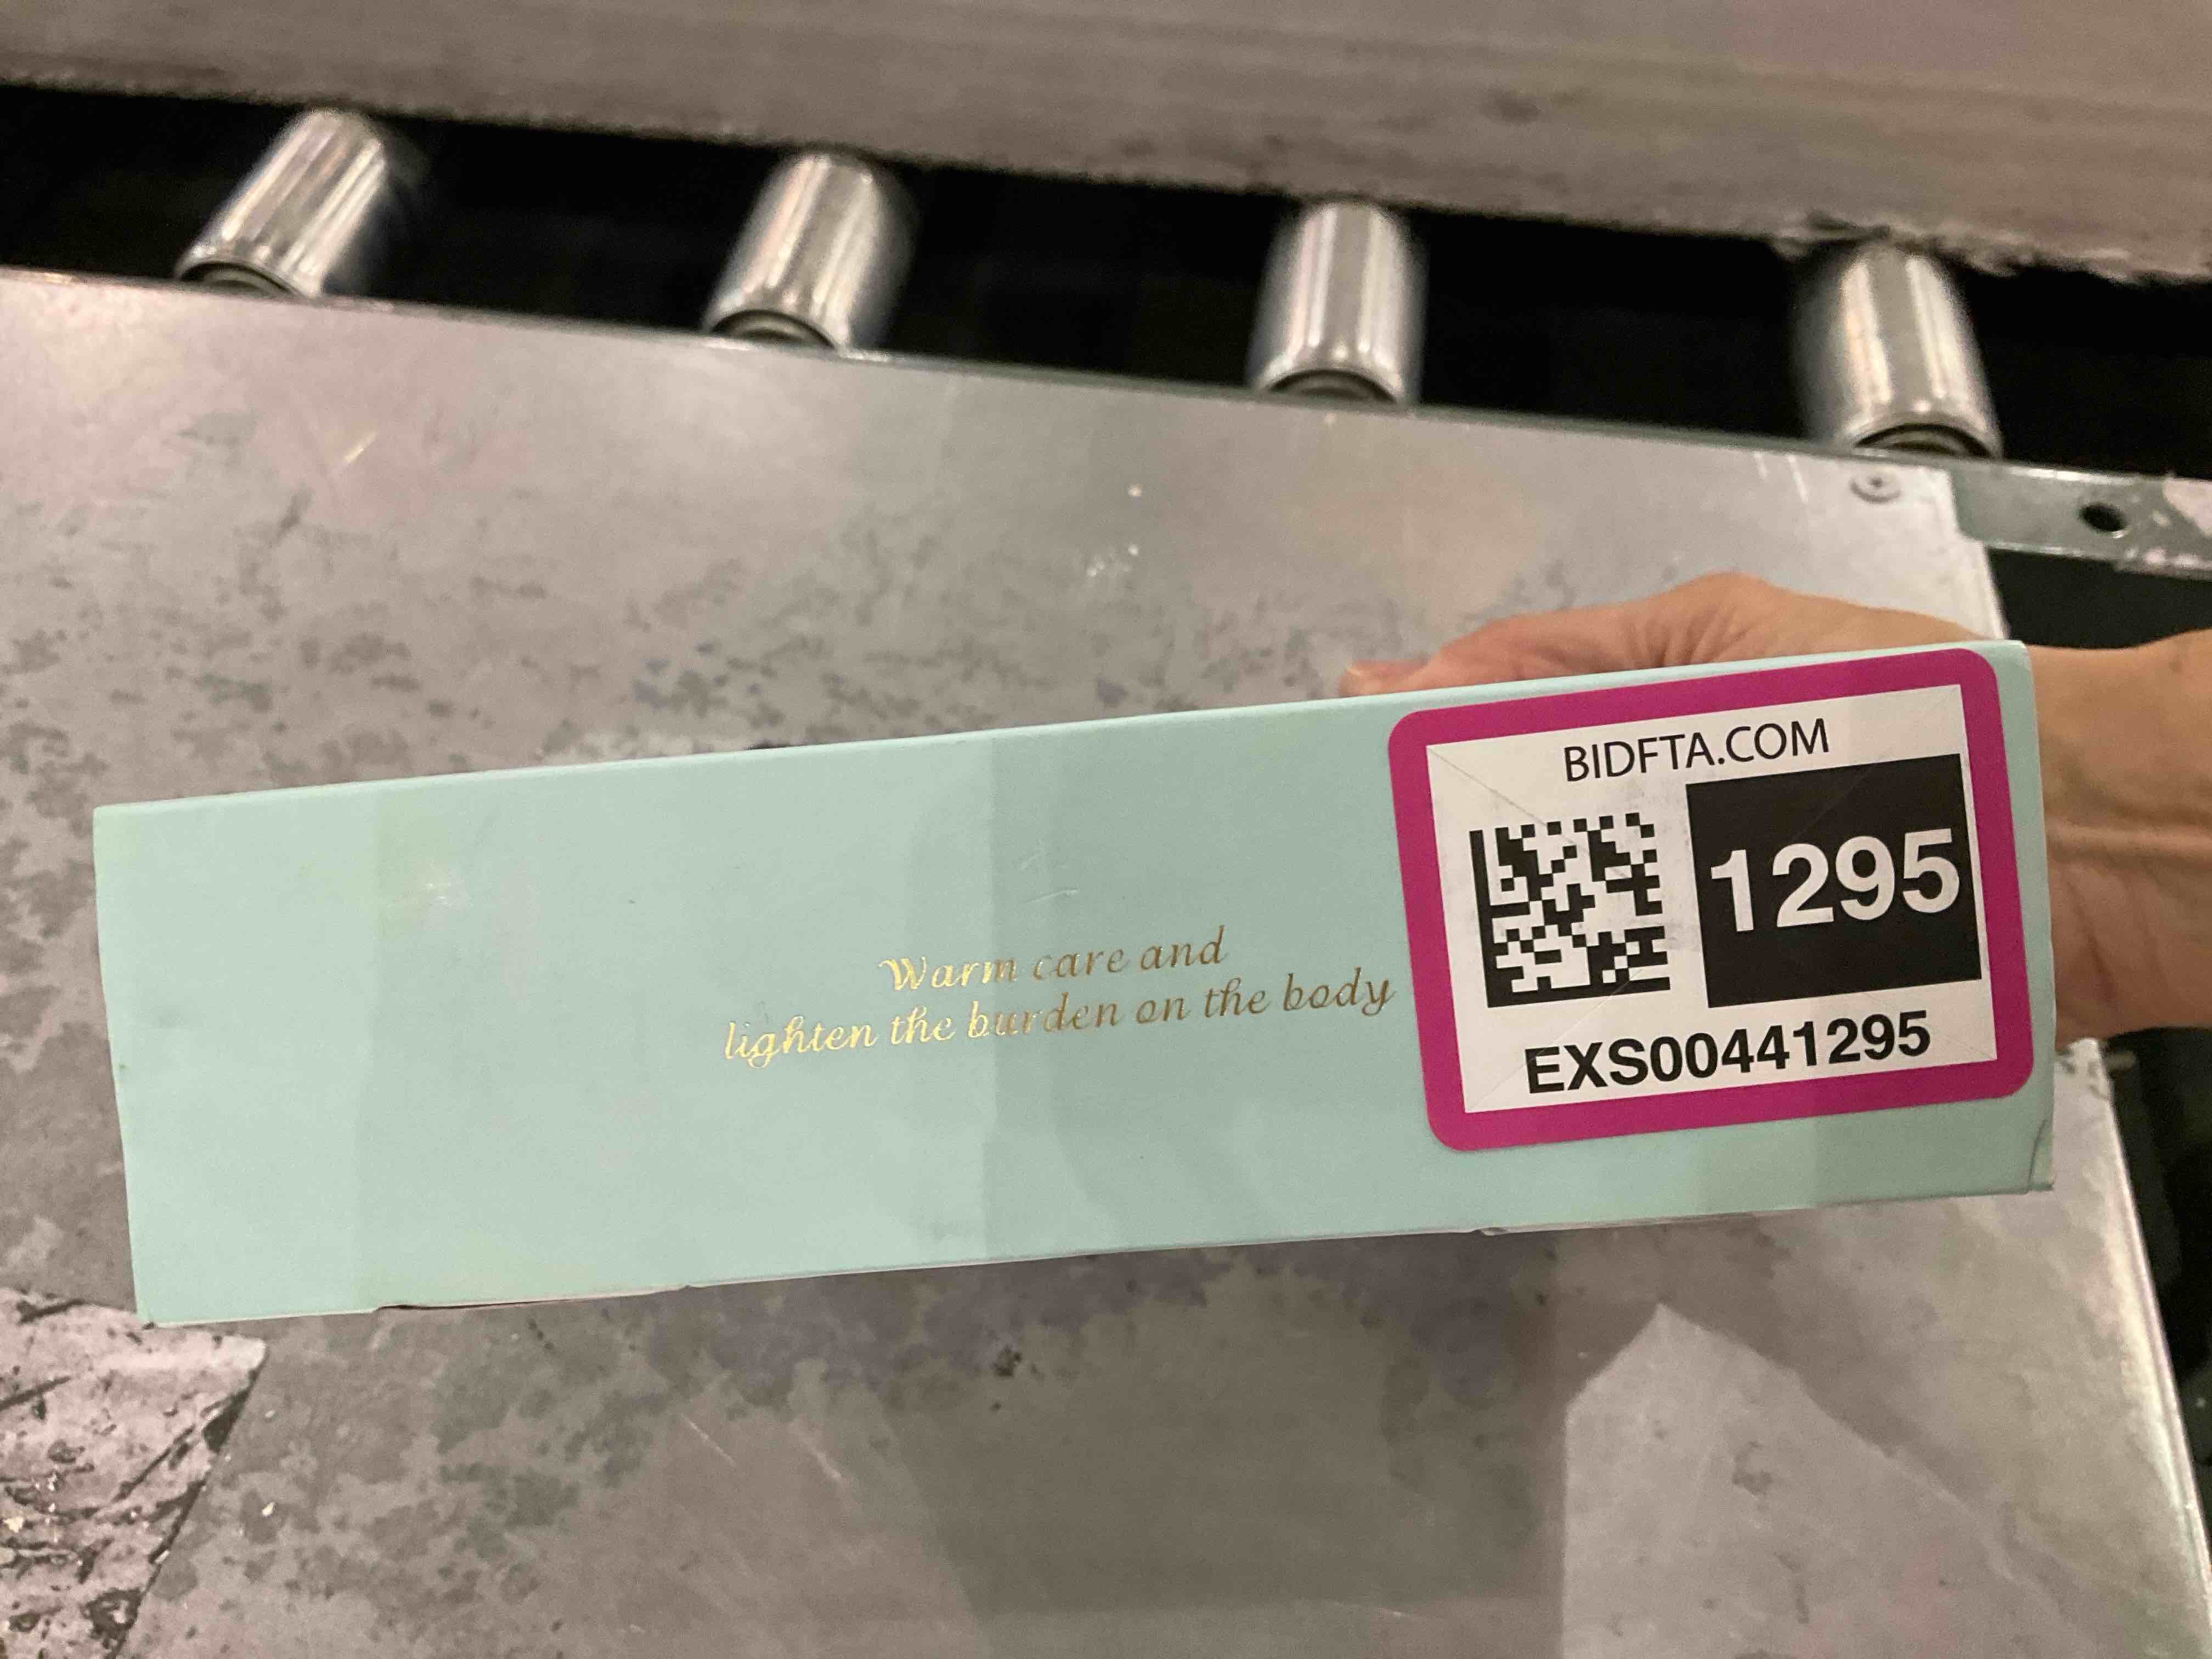 Warm care and
lighten the burden on the body
BIDFTA.COM
1295
EXS00441295